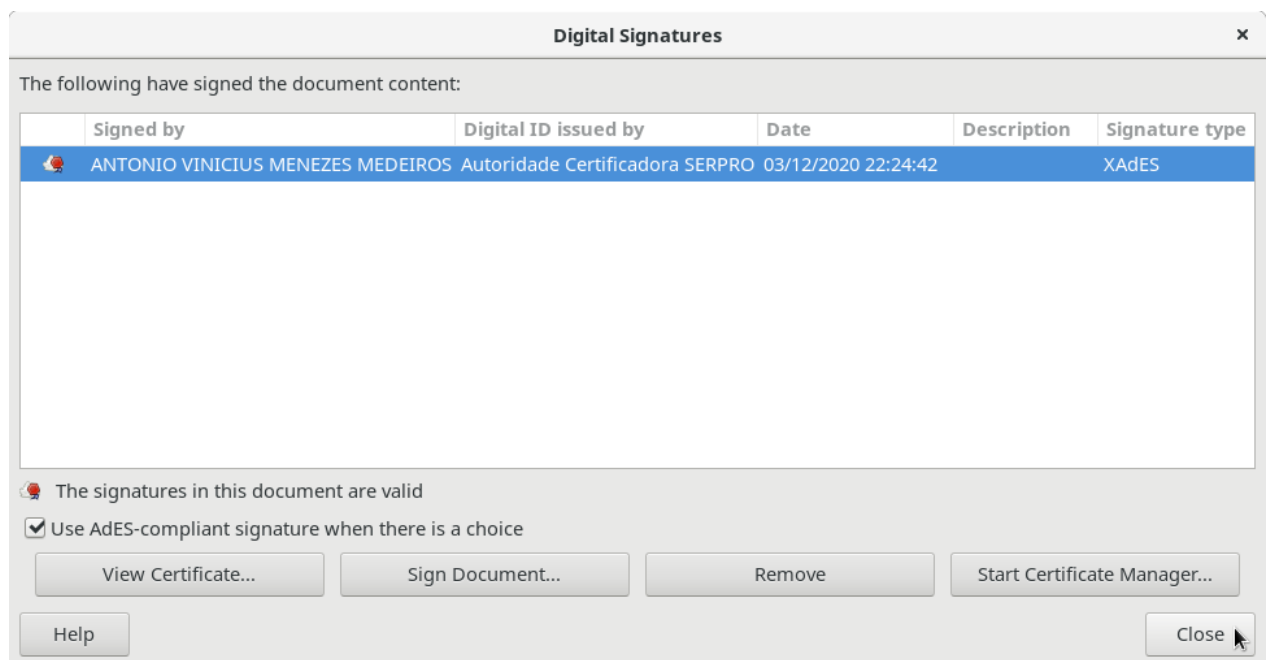 Digital Signatures
The following have signed the document content:
Signed by Digital ID issued by Date Description Signature type
ANTONIO VINICIUS MENEZES MEDEIROS Autoridade Certificadora SERPRO 03/12/2020 22:24:42 XAdES
The signatures in this document are valid
Use AdES-compliant signature when there is a choice
View Certificate... Sign Document... Remove Start Certificate Manager...
Help Close